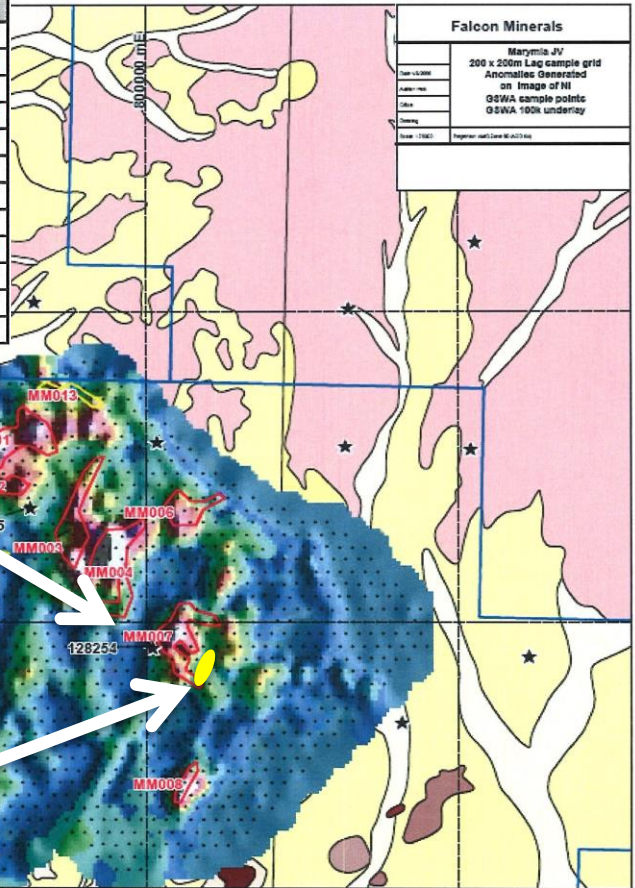 Falcon Minerals
Marymia JV
200 x 200m Lag sample grid
Anomalies Generated
on Image of Ni
GSWA sample points
GSWA 100k underlay
800000 mE
MM013
MM006
MM003
MM004
MM007
128254
MM008